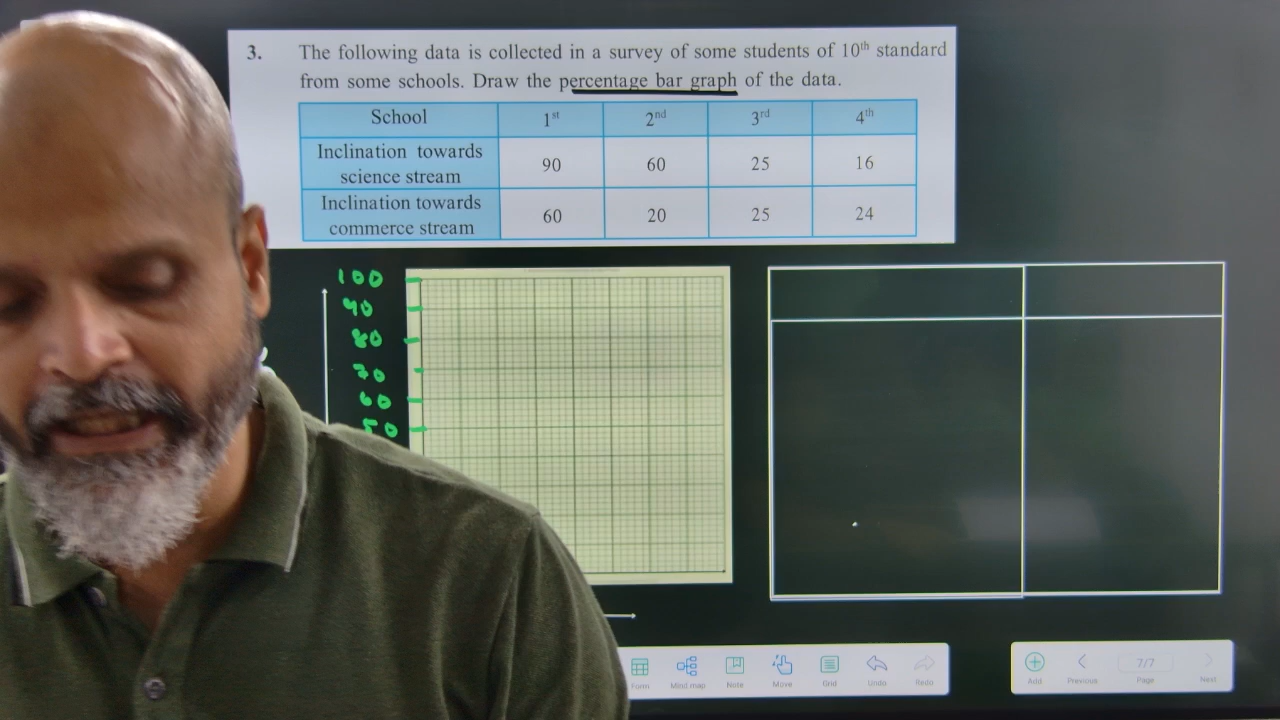 3. The following data is collected in a survey of some students of 10th standard
from some schools. Draw the percentage bar graph of the data.
School 1st 2nd 3rd 4th
Inclination towards
science stream 90 60 25 16
Inclination towards
commerce stream 60 20 25 24
100
90
80
70
60
50
Form Mind map Note Move Grid Undo Redo
Add Previous 7/7 Page Next